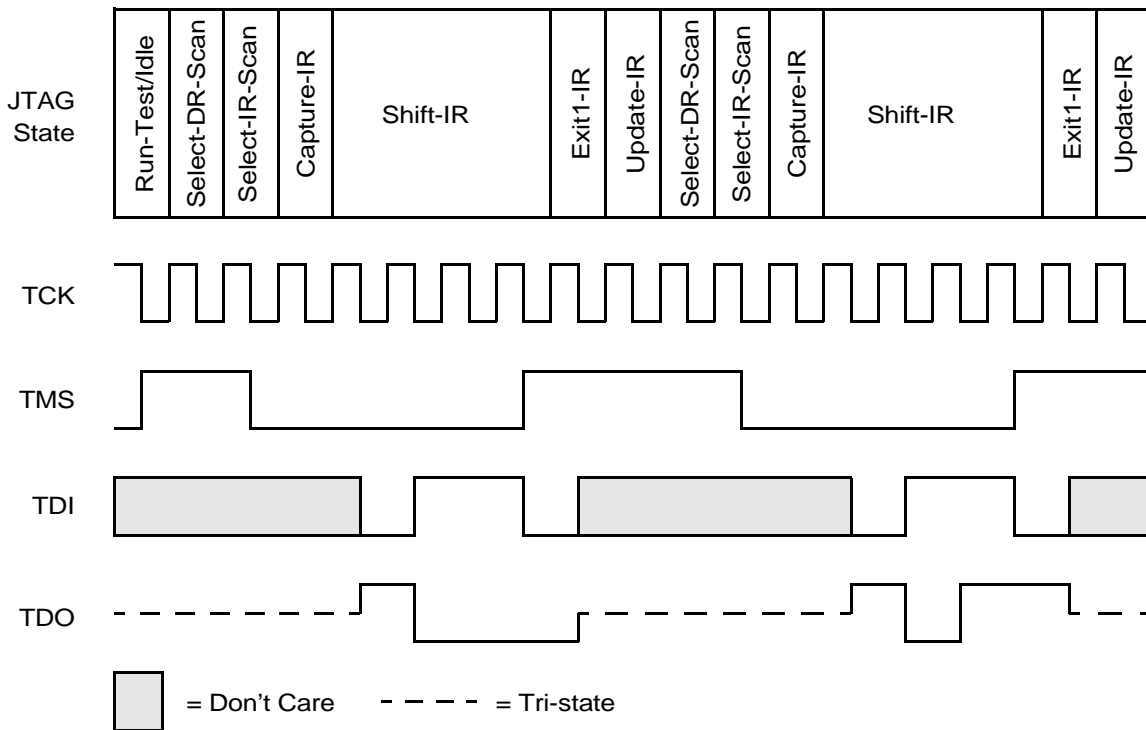 JTAG
State
Run-Test/Idle
Select-DR-Scan
Select-IR-Scan
Capture-IR
Shift-IR
Exit1-IR
Update-IR
Select-DR-Scan
Select-IR-Scan
Capture-IR
Shift-IR
Exit1-IR
Update-IR
TCK
TMS
TDI
TDO
= Don't Care
= Tri-state